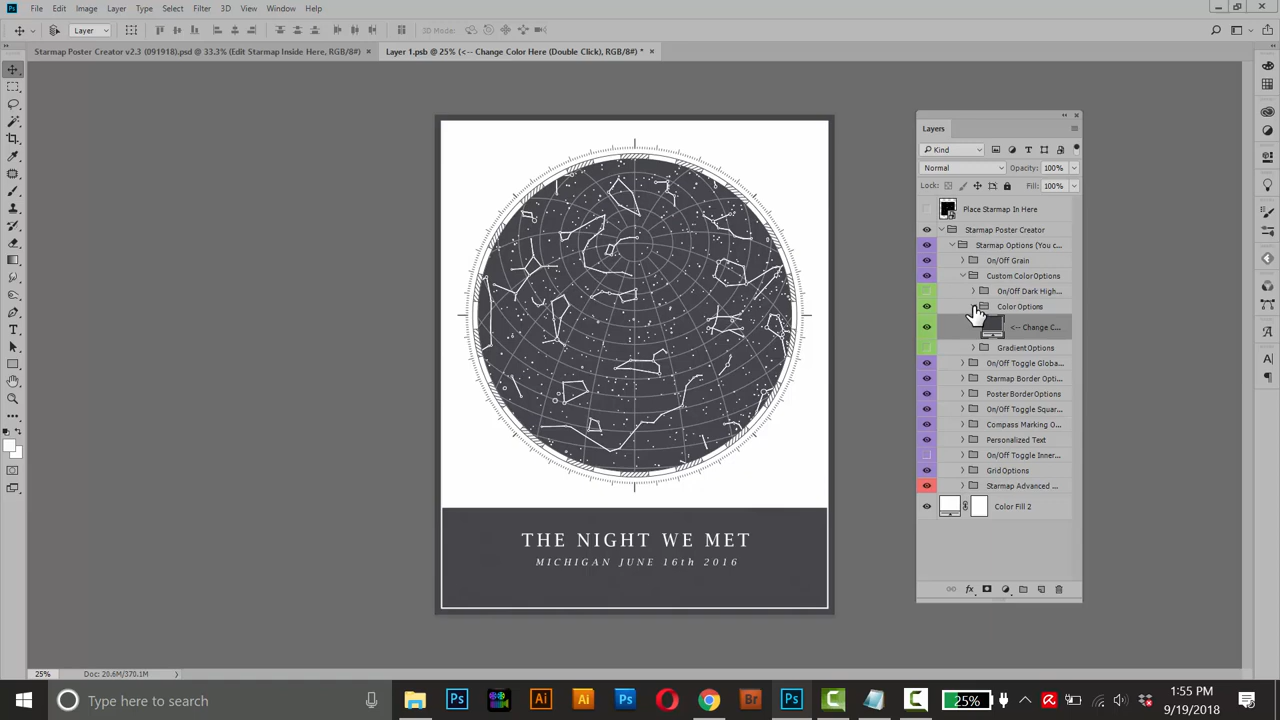 File Edit Image Layer Type Select Filter 3D View Window Help
Layer 3D Mode:
Starmap Poster Creator v2.3 (091918).psd @ 33.3% (Edit Starmap Inside Here, RGB/8#) × Layer 1.psb @ 25% (<-- Change Color Here (Double Click), RGB/8#) * ×
Layers
Kind
Normal Opacity: 100%
Lock: Fill: 100%
Place Starmap In Here
Starmap Poster Creator
Starmap Options (You c...
On/Off Grain
Custom Color Options
On/Off Dark High...
Color Options
<-- Change C...
Gradient Options
On/Off Toggle Globa...
Starmap Border Opti...
Poster Border Options
On/Off Toggle Squar...
Compass Marking O...
Personalized Text
On/Off Toggle Inner...
Grid Options
Starmap Advanced ...
Color Fill 2
THE NIGHT WE MET
MICHIGAN JUNE 16th 2016
25% Doc: 20.6M/370.1M
Type here to search
25%
1:55 PM
9/19/2018